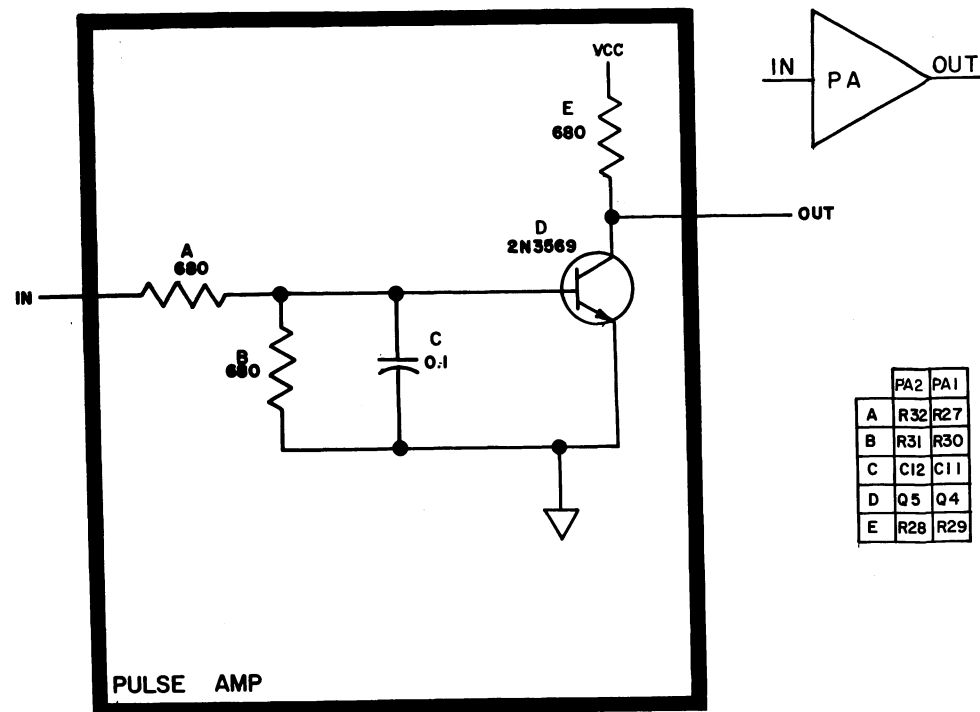 VCC
E
680
OUT
D
2N3569
A
680
IN
B
680
C
0.1
PULSE AMP
IN
PA
OUT
PA2 PA1
A R32 R27
B R31 R30
C C12 C11
D Q5 Q4
E R28 R29